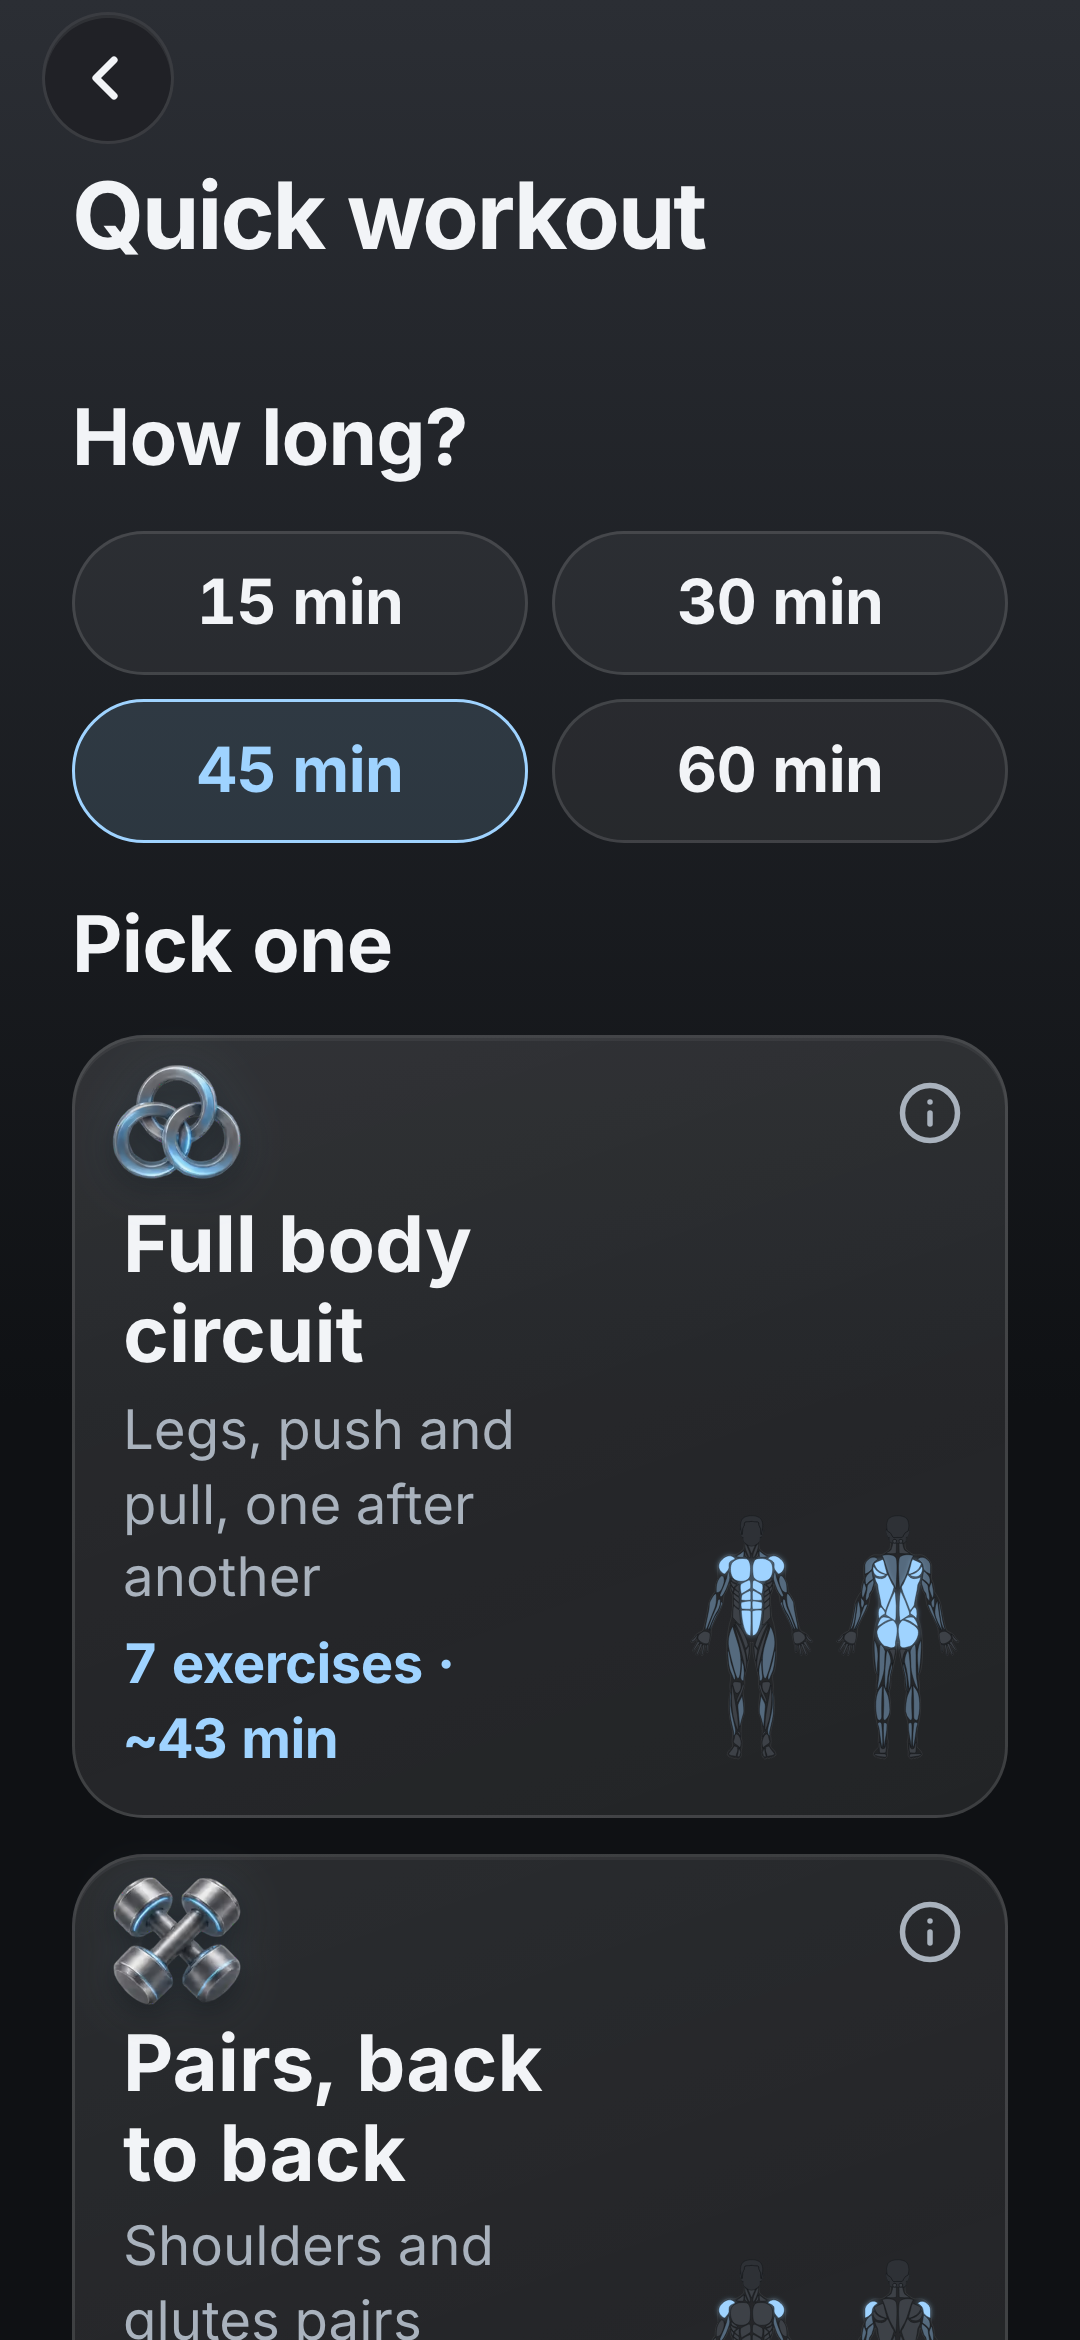 Quick workout
How long?
15 min
30 min
45 min
60 min
Pick one
Full body
circuit
Legs, push and
pull, one after
another
7 exercises ·
~43 min
Pairs, back
to back
Shoulders and
glutes pairs